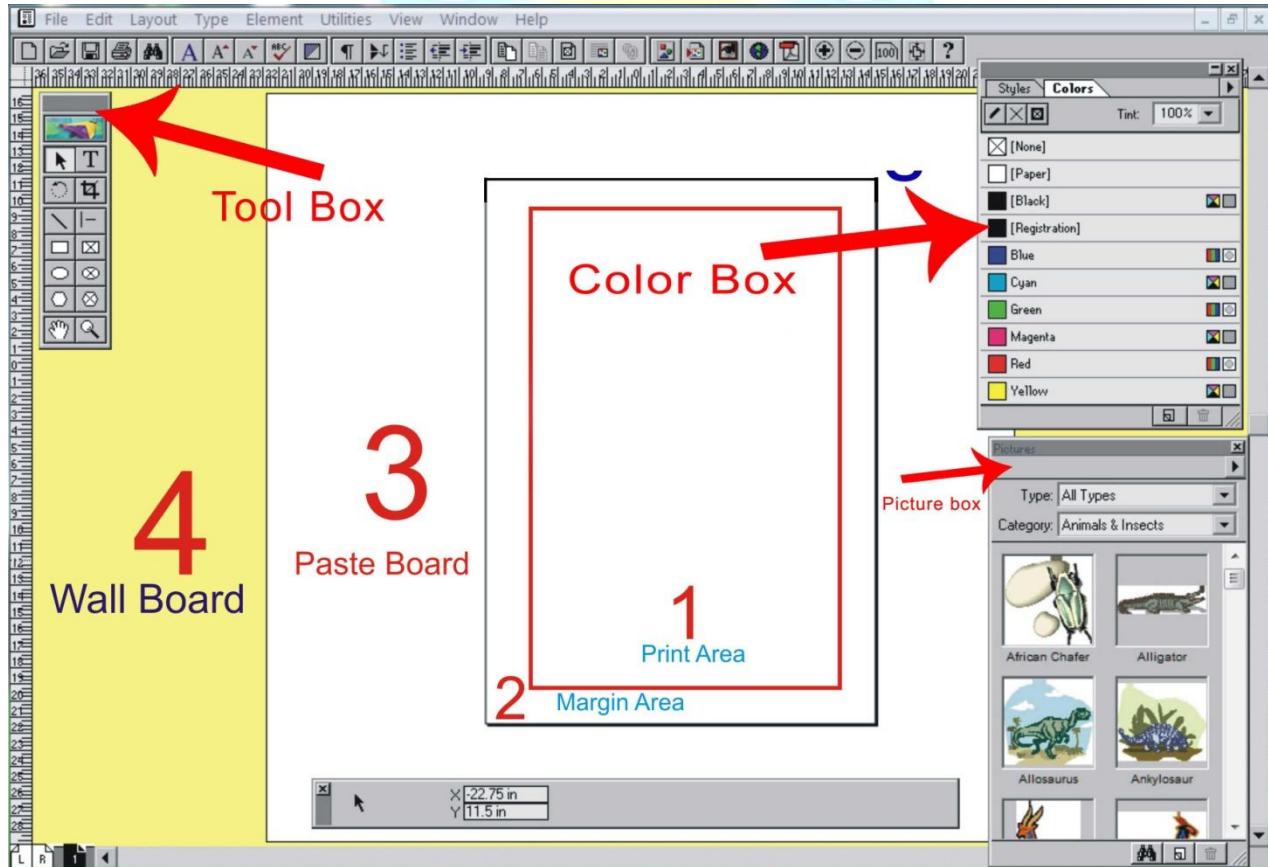 File Edit Layout Type Element Utilities View Window Help
A A A ABC 100 ?
Styles Colors
Tint: 100%
[None]
[Paper]
[Black]
[Registration]
Blue
Cyan
Green
Magenta
Red
Yellow
T
Tool Box
Color Box
3
Paste Board
4
Wall Board
1
Print Area
2
Margin Area
Picture box
Pictures
Type: All Types
Category: Animals & Insects
African Chafer Alligator
Allosaurus Ankylosaur
X -22.75 in
Y 11.5 in
L R 1